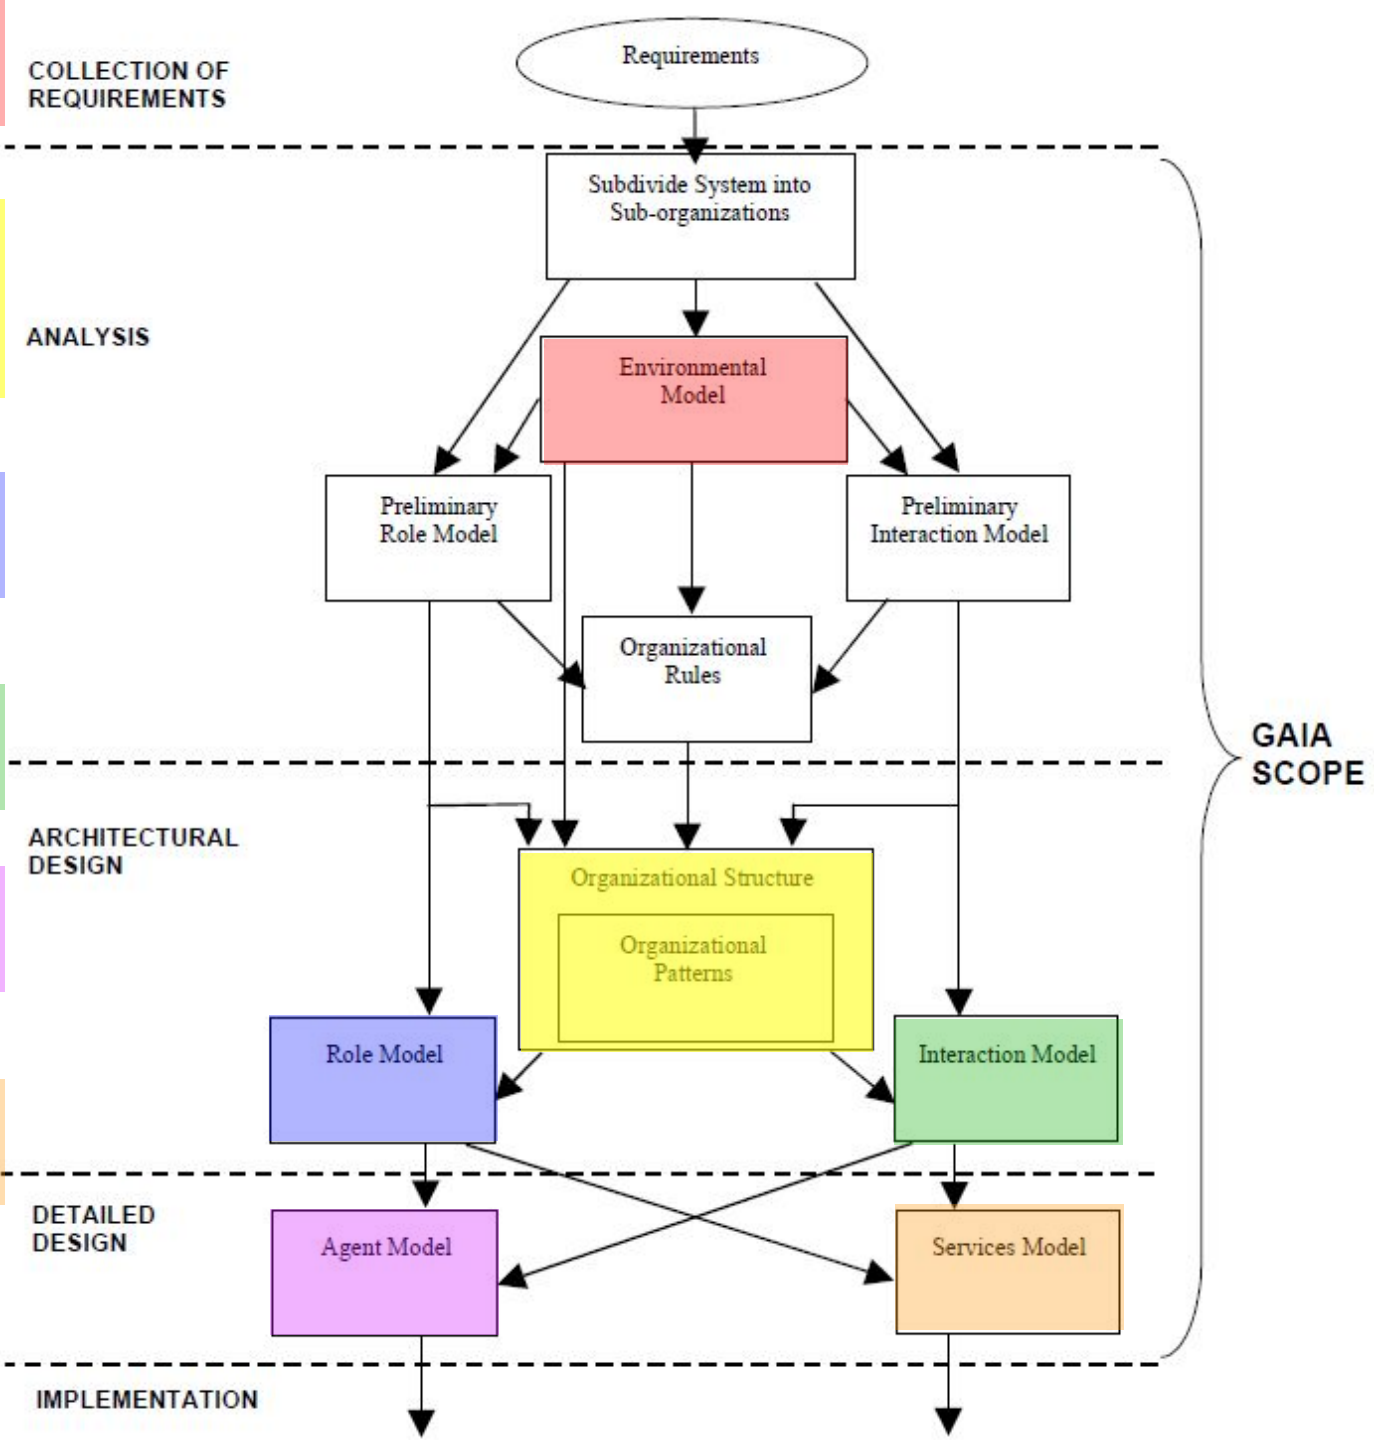 Requirements
COLLECTION OF
REQUIREMENTS
Subdivide System into
Sub-organizations
ANALYSIS
Environmental
Model
Preliminary
Role Model
Preliminary
Interaction Model
Organizational
Rules
GAIA
SCOPE
ARCHITECTURAL
DESIGN
Organizational Structure
Organizational
Patterns
Role Model
Interaction Model
DETAILED
DESIGN
Agent Model
Services Model
IMPLEMENTATION